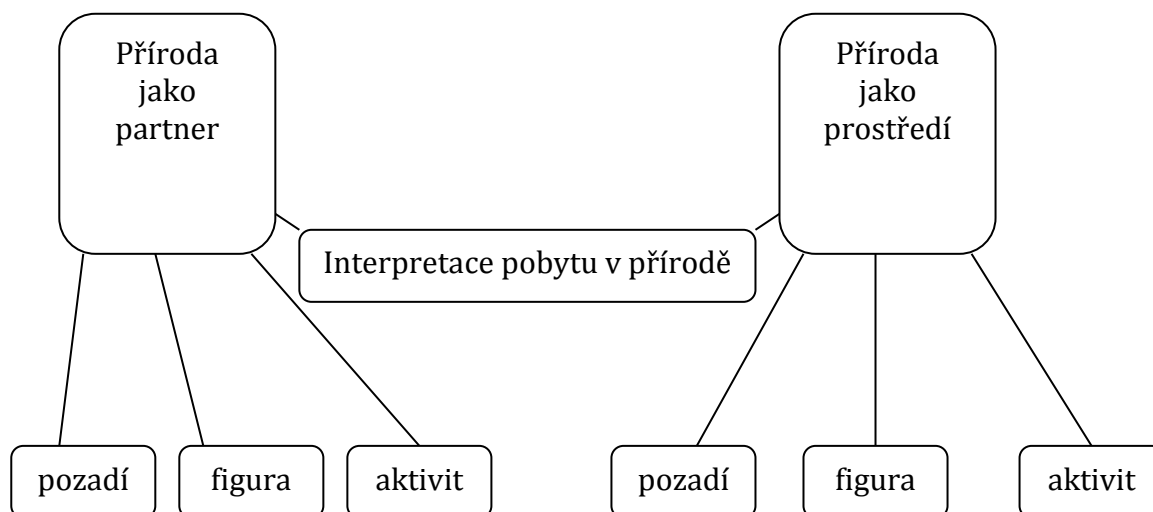 Příroda
jako
partner
Příroda
jako
prostředí
Interpretace pobytu v přírodě
pozadí
figura
aktivit
pozadí
figura
aktivit